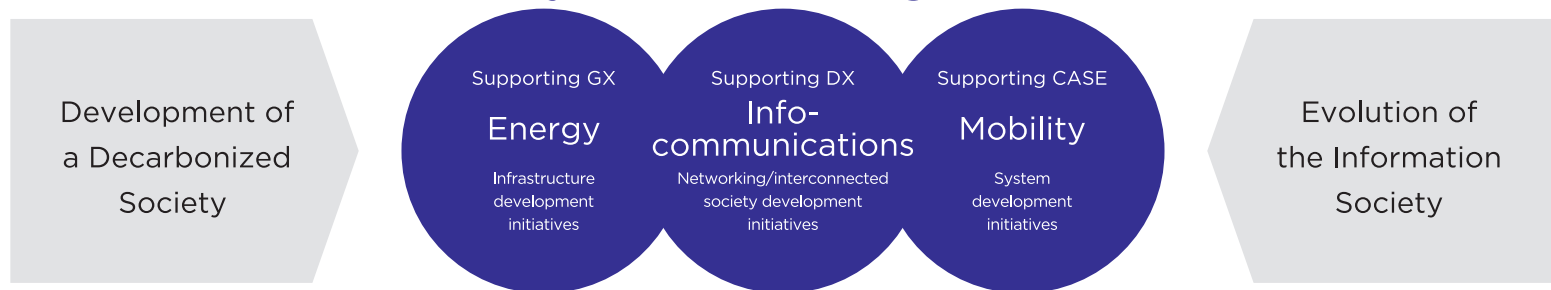 Development of
a Decarbonized
Society
Supporting GX
Energy
Infrastructure
development
initiatives
Supporting DX
Info-
communications
Networking/interconnected
society development
initiatives
Supporting CASE
Mobility
System
development
initiatives
Evolution of
the Information
Society